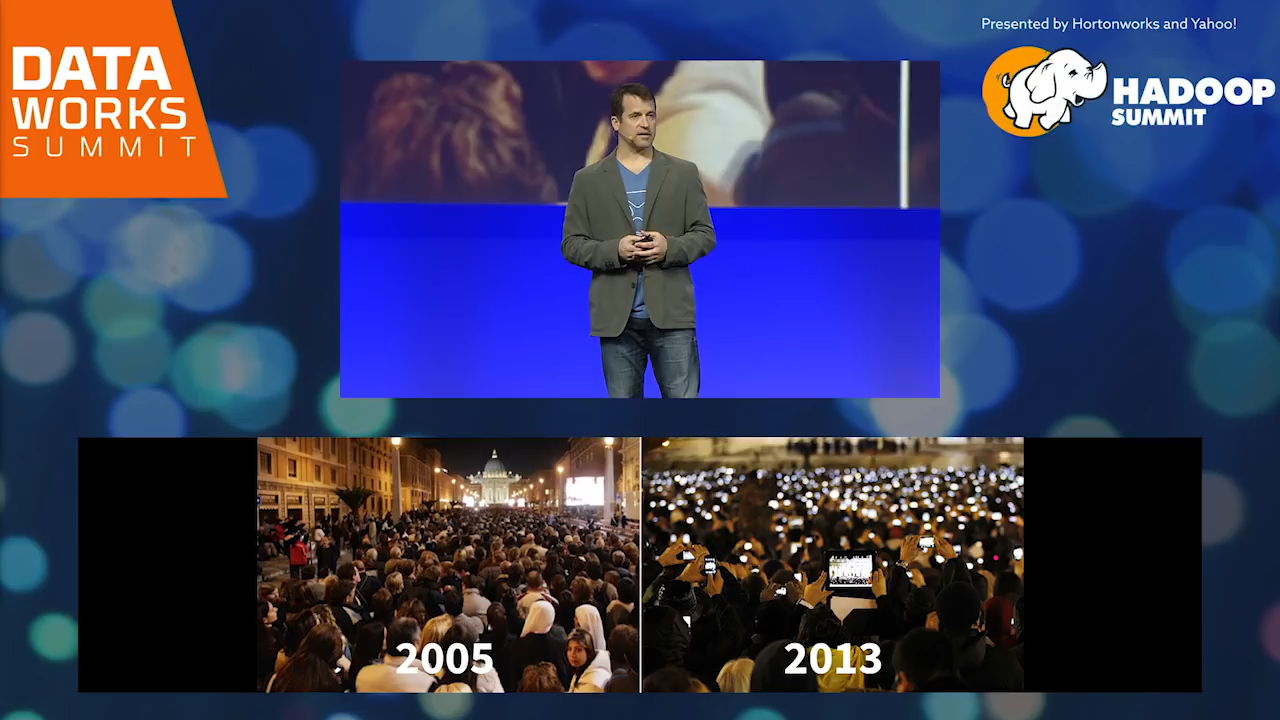 DATA
WORKS
SUMMIT
Presented by Hortonworks and Yahoo!
HADOOP
SUMMIT
2005
2013